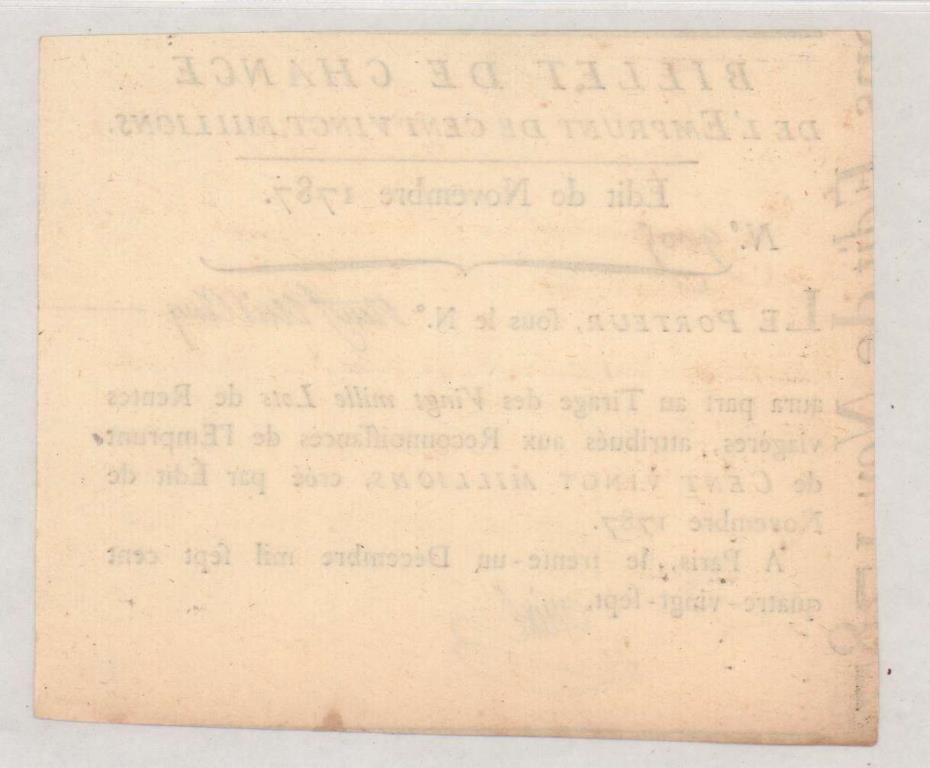 BILLET DE CHANCE
DE L'EMPRUNT DE CENT VINGT MILLIONS.
Édit de Novembre 1787.
N.°
LE PORTEUR, ſous le N.°
aura part au Tirage des Vingt mille Lots de Rentes
viagères, attribués aux Reconnoiſſances de l'Emprunt
de CENT VINGT MILLIONS, créé par Édit de
Novembre 1787.
A Paris, le trente-un Décembre mil ſept cent
quatre-vingt-ſept.